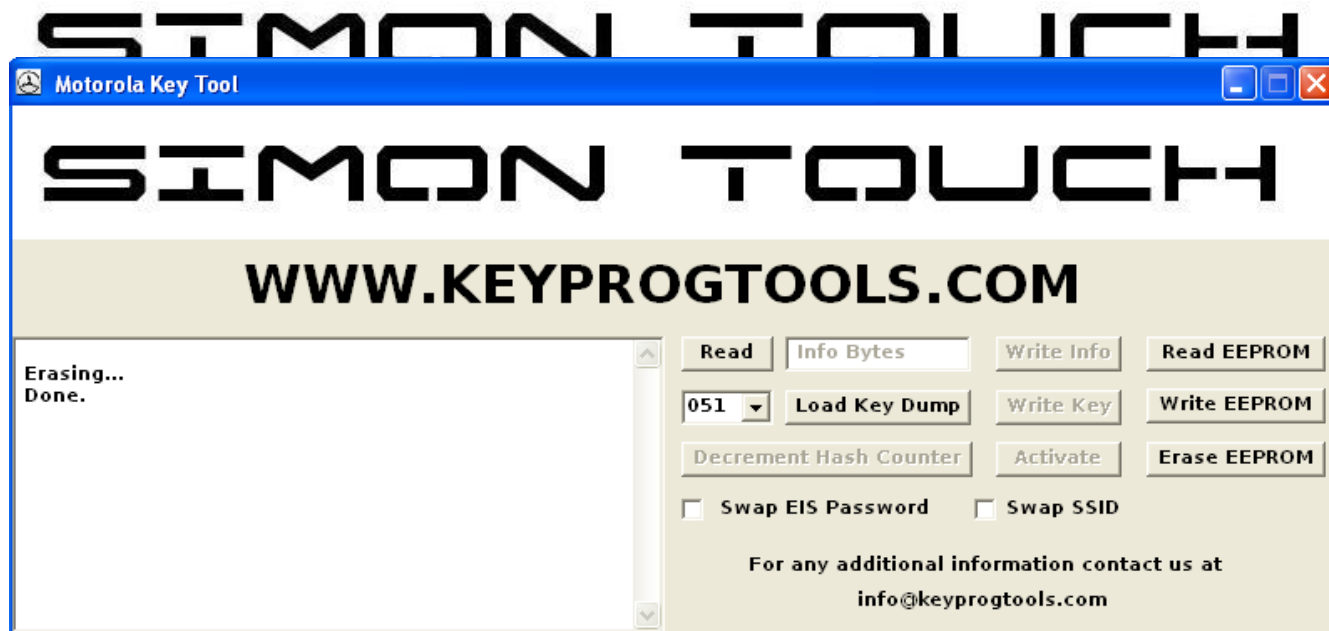 SIMON TOUCH
Motorola Key Tool
SIMON TOUCH
WWW.KEYPROGTOOLS.COM
Erasing...
Done.
Read Info Bytes Write Info Read EEPROM
051 Load Key Dump Write Key Write EEPROM
Decrement Hash Counter Activate Erase EEPROM
Swap EIS Password Swap SSID
For any additional information contact us at
info@keyprogtools.com